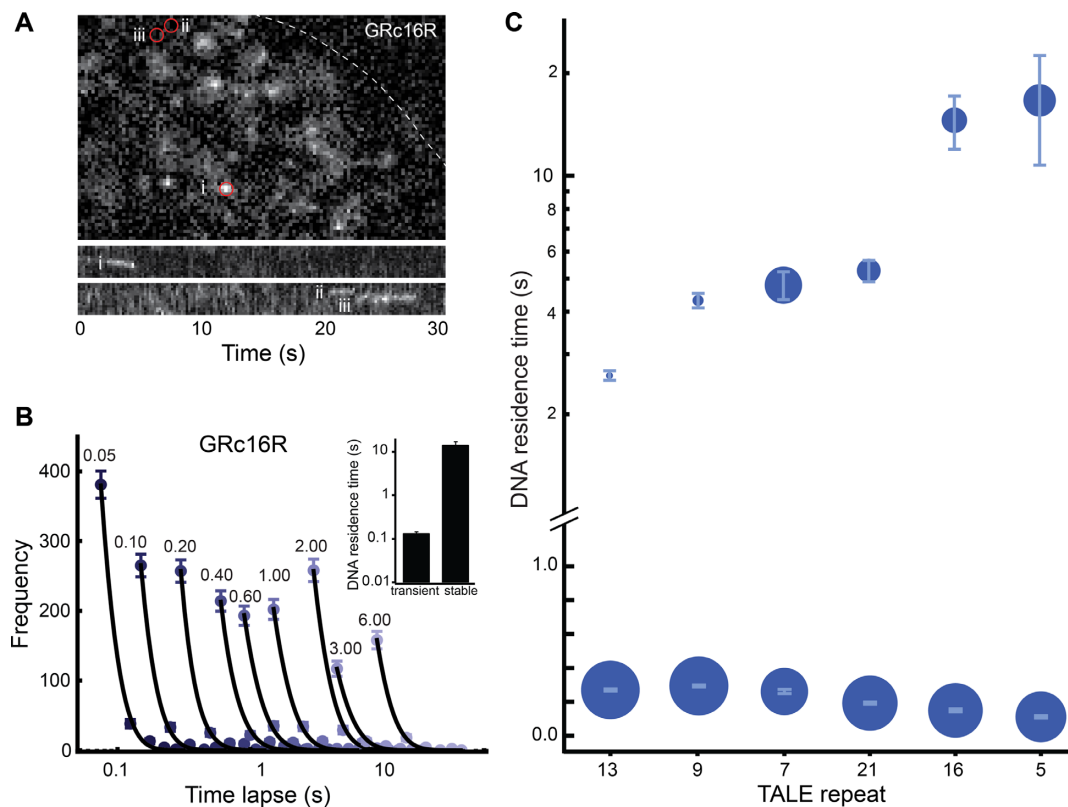 A
GRc16R
iii
ii
i
i
ii
iii
0 10 20 30
Time (s)
B
GRc16R
Frequency
400
300
200
100
0
0.05
0.10
0.20
0.40
0.60
1.00
2.00
3.00
6.00
0.1 1 10
Time lapse (s)
DNA residence time (s)
10
1
0.1
0.01
transient stable
C
DNA residence time (s)
2
10
8
6
4
2
1.0
0.0
13 9 7 21 16 5
TALE repeat